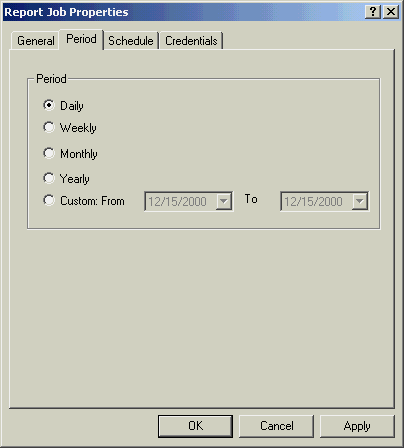 Report Job Properties
General Period Schedule Credentials
Period
Daily
Weekly
Monthly
Yearly
Custom: From 12/15/2000 To 12/15/2000
OK Cancel Apply